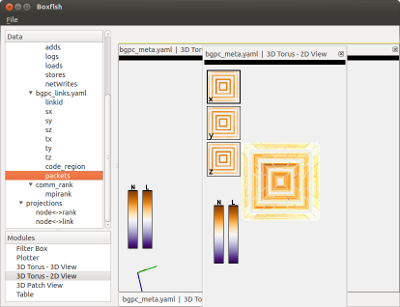 Boxfish
File
Data
adds
logs
loads
stores
netWrites
bgpc_links.yaml
linkid
sx
sy
sz
tx
ty
tz
code_region
packets
comm_rank
mpirank
projections
node<->rank
node<->link
Modules
Filter Box
Plotter
3D Torus - 3D View
3D Torus - 2D View
3D Patch View
Table
bgpc_meta.yaml | 3D Tor
N L
bgpc_meta.yaml | 3D Toru
bgpc_meta.yaml | 3D Torus - 2D View
x
y
z
N L